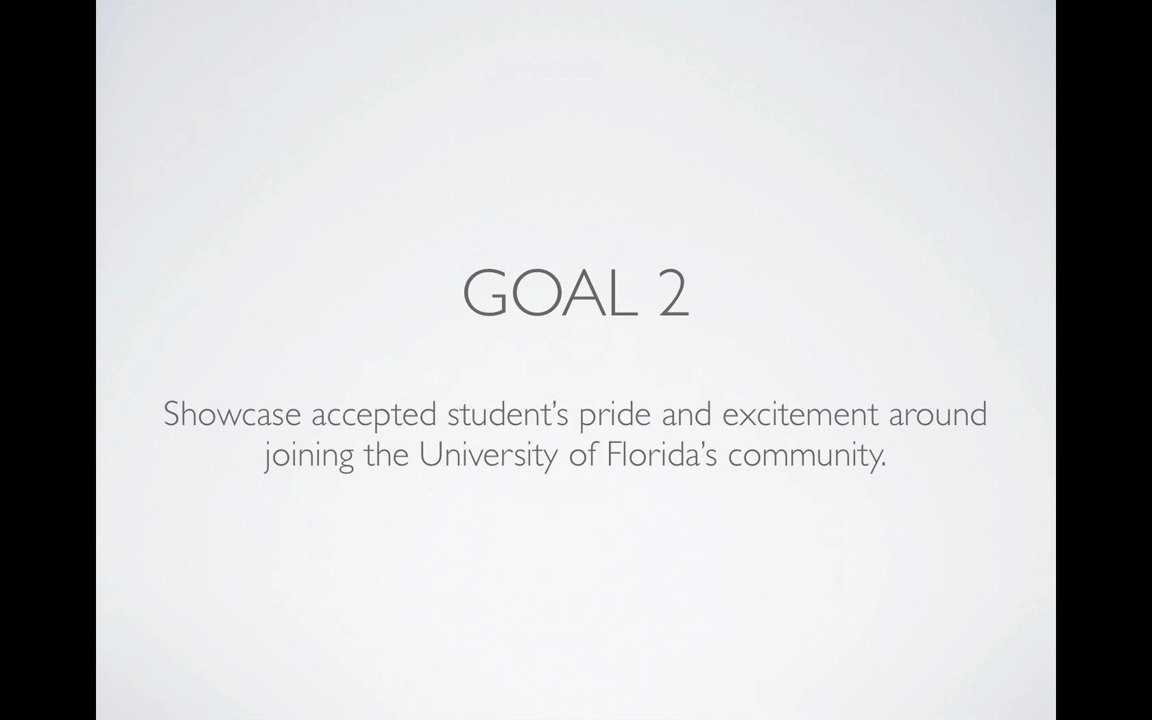 GOAL 2
Showcase accepted student’s pride and excitement around
joining the University of Florida’s community.